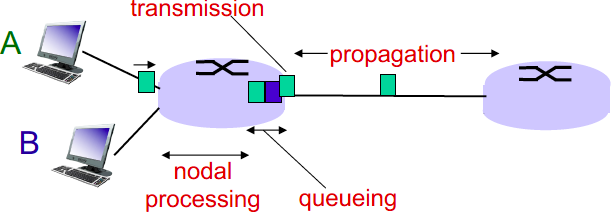 transmission
A
propagation
B
nodal
processing
queueing